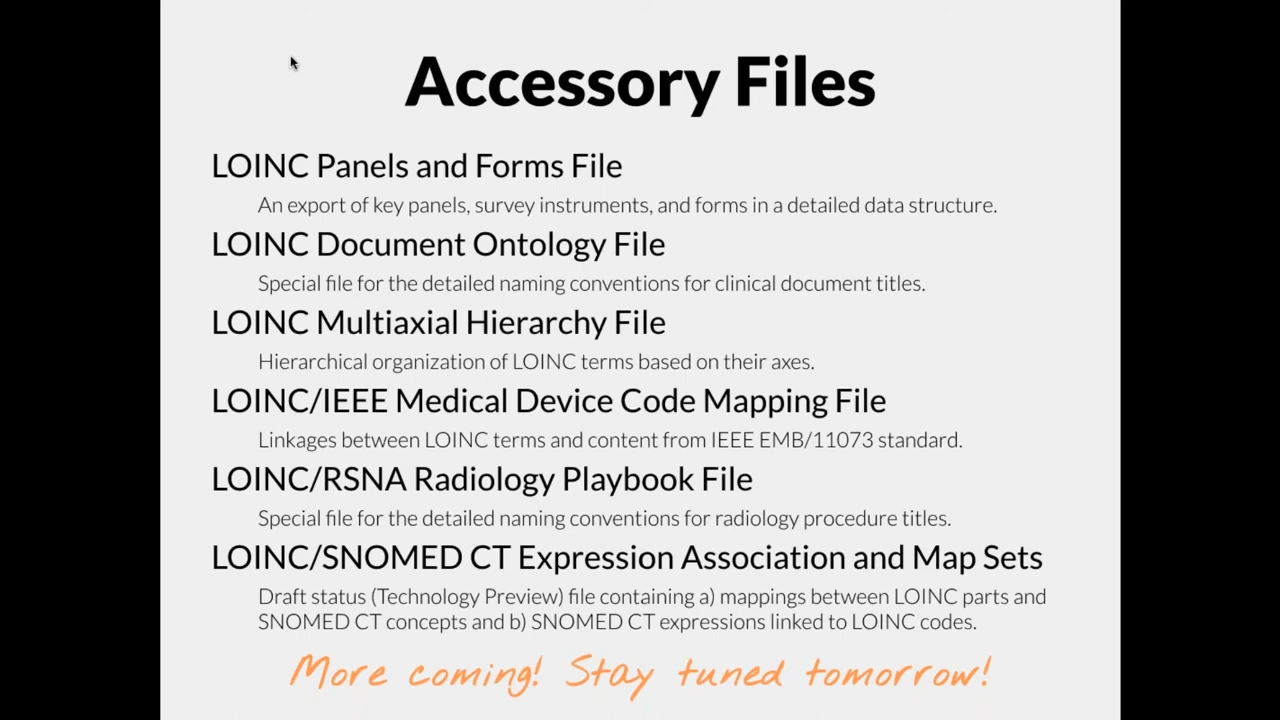 Accessory Files
LOINC Panels and Forms File
An export of key panels, survey instruments, and forms in a detailed data structure.
LOINC Document Ontology File
Special file for the detailed naming conventions for clinical document titles.
LOINC Multiaxial Hierarchy File
Hierarchical organization of LOINC terms based on their axes.
LOINC/IEEE Medical Device Code Mapping File
Linkages between LOINC terms and content from IEEE EMB/11073 standard.
LOINC/RSNA Radiology Playbook File
Special file for the detailed naming conventions for radiology procedure titles.
LOINC/SNOMED CT Expression Association and Map Sets
Draft status (Technology Preview) file containing a) mappings between LOINC parts and
SNOMED CT concepts and b) SNOMED CT expressions linked to LOINC codes.
More coming! Stay tuned tomorrow!